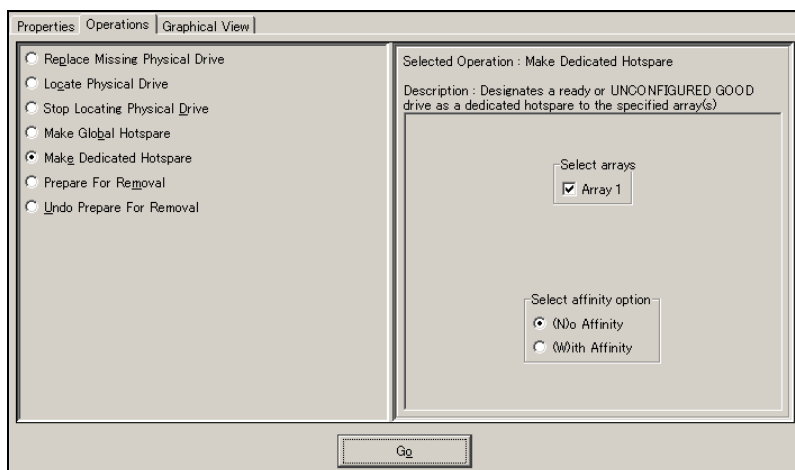 Properties Operations Graphical View
Replace Missing Physical Drive
Locate Physical Drive
Stop Locating Physical Drive
Make Global Hotspare
Make Dedicated Hotspare
Prepare For Removal
Undo Prepare For Removal
Selected Operation : Make Dedicated Hotspare
Description : Designates a ready or UNCONFIGURED GOOD
drive as a dedicated hotspare to the specified array(s)
Select arrays
Array 1
Select affinity option
(N)o Affinity
(W)ith Affinity
Go